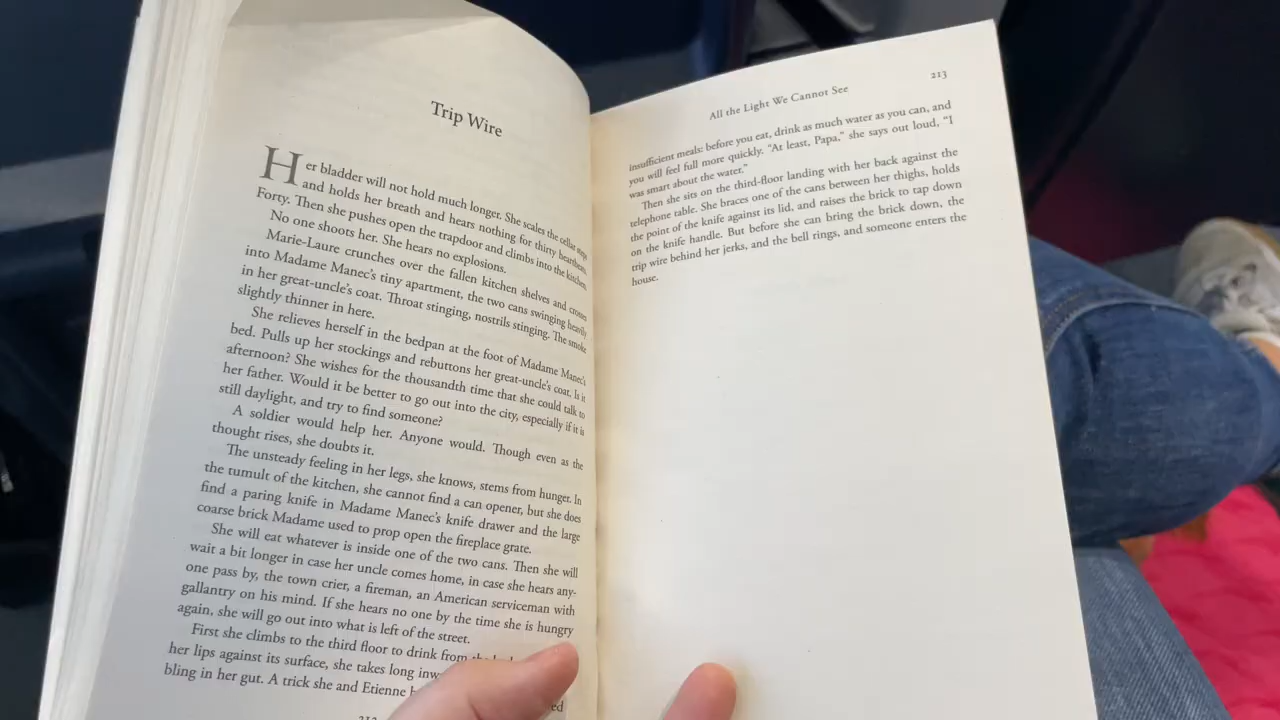 Trip Wire
Her bladder will not hold much longer. She scales the cellar steps
and holds her breath and hears nothing for thirty heartbeats.
Forty. Then she pushes open the trapdoor and climbs into the kitchen.
No one shoots her. She hears no explosions.
Marie-Laure crunches over the fallen kitchen shelves and crosses
into Madame Manec's tiny apartment, the two cans swinging heavily
in her great-uncle's coat. Throat stinging, nostrils stinging. The smoke
slightly thinner in here.
She relieves herself in the bedpan at the foot of Madame Manec's
bed. Pulls up her stockings and rebuttons her great-uncle's coat. Is it
afternoon? She wishes for the thousandth time that she could talk to
her father. Would it be better to go out into the city, especially if it is
still daylight, and try to find someone?
A soldier would help her. Anyone would. Though even as the
thought rises, she doubts it.
The unsteady feeling in her legs, she knows, stems from hunger. In
the tumult of the kitchen, she cannot find a can opener, but she does
find a paring knife in Madame Manec's knife drawer and the large
coarse brick Madame used to prop open the fireplace grate.
She will eat whatever is inside one of the two cans. Then she will
wait a bit longer in case her uncle comes home, in case she hears any-
one pass by, the town crier, a fireman, an American serviceman with
gallantry on his mind. If she hears no one by the time she is hungry
again, she will go out into what is left of the street.
First she climbs to the third floor to drink from
her lips against its surface, she takes long
bling in her gut. A trick she and Etienne
213
All the Light We Cannot See
insufficient meals: before you eat, drink as much water as you can, and
you will feel full more quickly. "At least, Papa," she says out loud, "I
was smart about the water."
Then she sits on the third-floor landing with her back against the
telephone table. She braces one of the cans between her thighs, holds
the point of the knife against its lid, and raises the brick to tap down
on the knife handle. But before she can bring the brick down, the
trip wire behind her jerks, and the bell rings, and someone enters the
house.